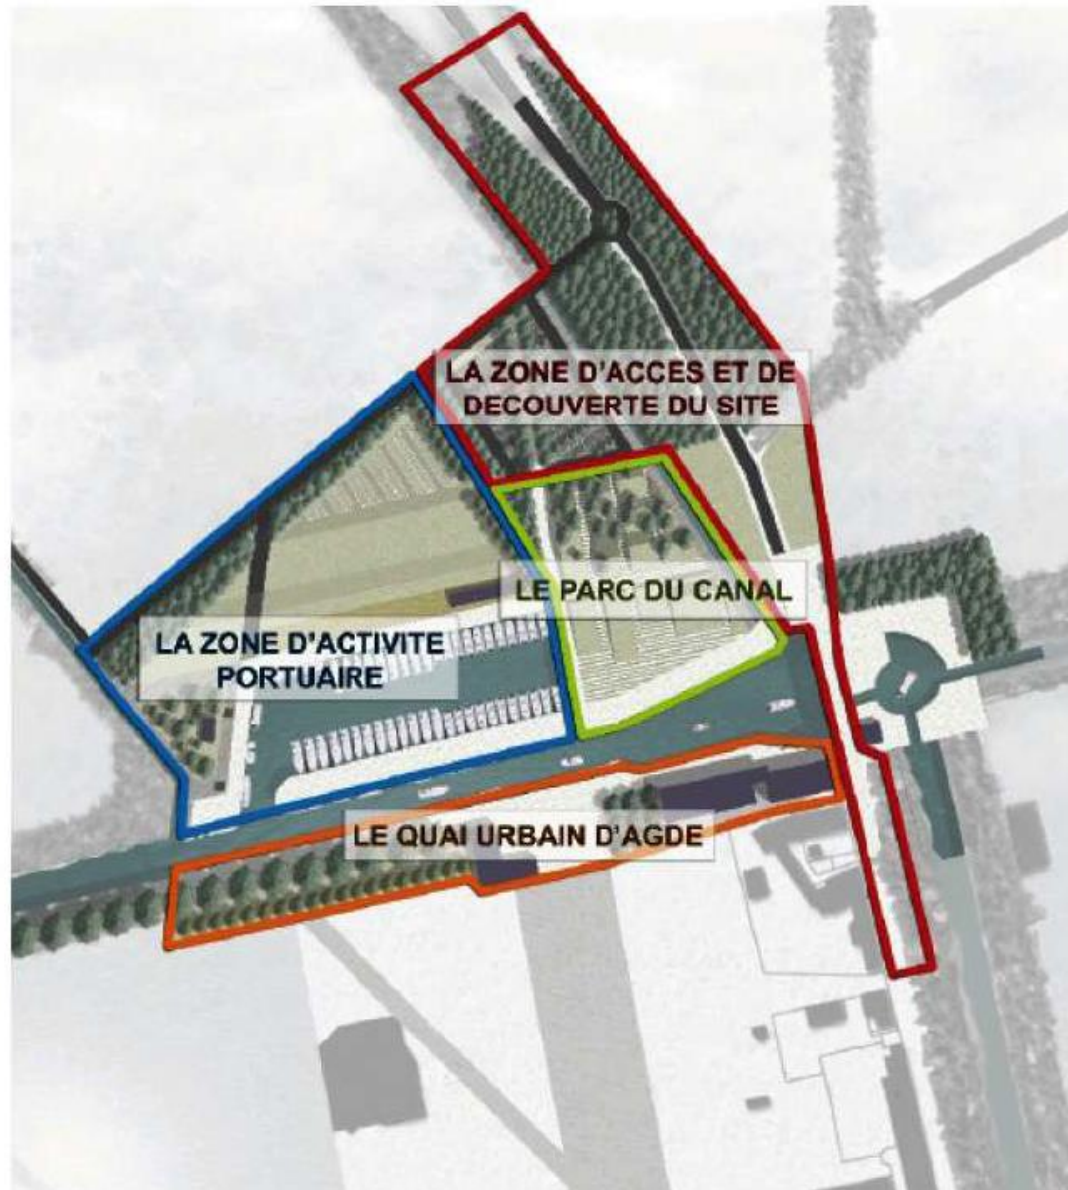 LA ZONE D'ACCES ET DE
DECOUVERTE DU SITE
LE PARC DU CANAL
LA ZONE D'ACTIVITE
PORTUAIRE
LE QUAI URBAIN D'AGDE